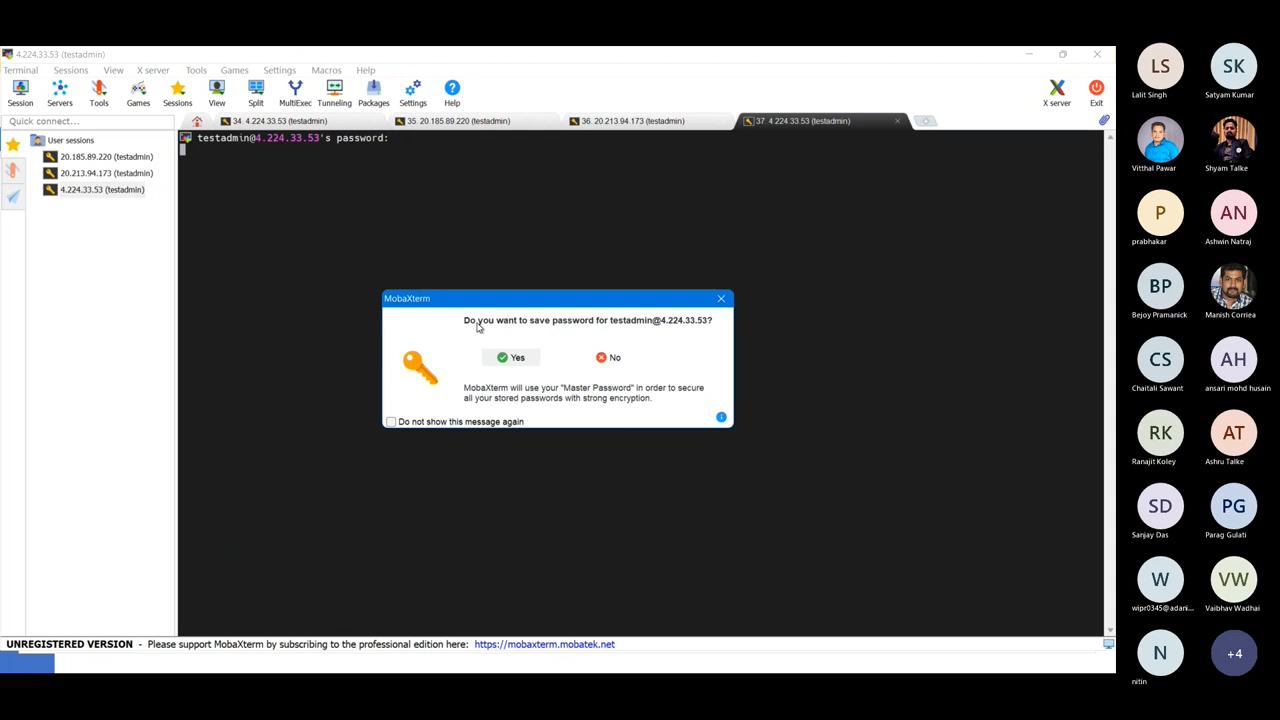 4.224.33.53 (testadmin)
Terminal Sessions View X server Tools Games Settings Macros Help
Session Servers Tools Games Sessions View Split MultiExec Tunneling Packages Settings Help X server Exit
Quick connect...
34. 4.224.33.53 (testadmin)
35. 20.185.89.220 (testadmin)
36. 20.213.94.173 (testadmin)
37. 4.224.33.53 (testadmin)
User sessions
20.185.89.220 (testadmin)
20.213.94.173 (testadmin)
4.224.33.53 (testadmin)
testadmin@4.224.33.53's password:
MobaXterm
Do you want to save password for testadmin@4.224.33.53?
Yes No
MobaXterm will use your "Master Password" in order to secure
all your stored passwords with strong encryption.
Do not show this message again
UNREGISTERED VERSION - Please support MobaXterm by subscribing to the professional edition here: https://mobaxterm.mobatek.net
LS SK
Lalit Singh Satyam Kumar
Vitthal Pawar Shyam Talke
P AN
prabhakar Ashwin Natraj
BP
Bejoy Pramanick Manish Corriea
CS AH
Chaitali Sawant ansari mohd husain
RK AT
Ranajit Koley Ashru Talke
SD PG
Sanjay Das Parag Gulati
W VW
wipr0345@adani... Vaibhav Wadhai
N +4
nitin